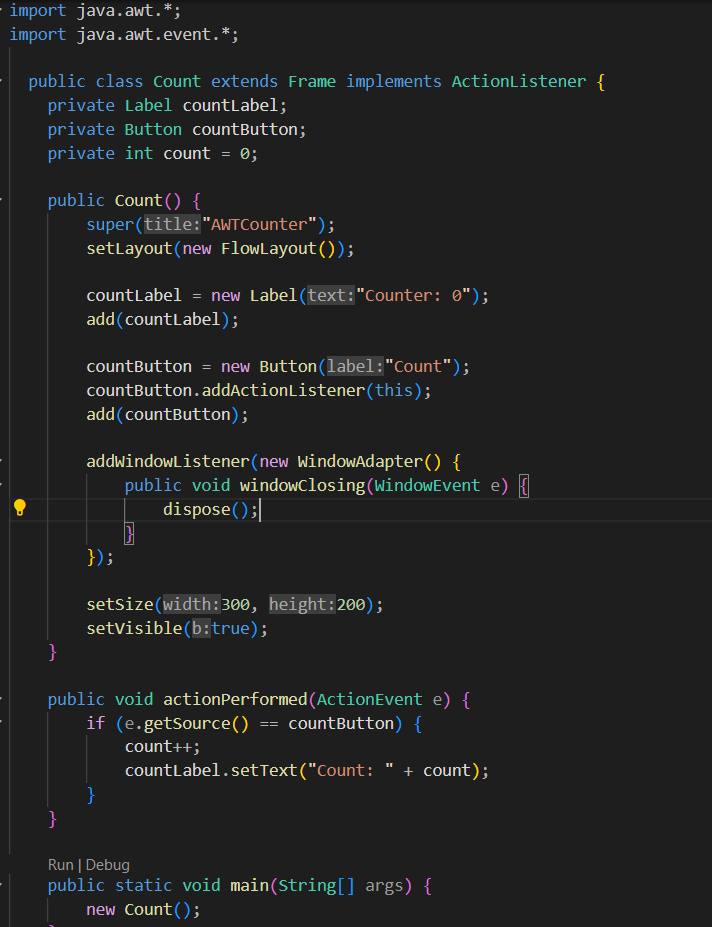 import java.awt.*;
import java.awt.event.*;
public class Count extends Frame implements ActionListener {
private Label countLabel;
private Button countButton;
private int count = 0;
public Count() {
super(title:"AWTCounter");
setLayout(new FlowLayout());
countLabel = new Label(text:"Counter: 0");
add(countLabel);
countButton = new Button(label:"Count");
countButton.addActionListener(this);
add(countButton);
addWindowListener(new WindowAdapter() {
public void windowClosing(WindowEvent e) {
dispose();
}
});
setSize(width:300, height:200);
setVisible(b:true);
}
public void actionPerformed(ActionEvent e) {
if (e.getSource() == countButton) {
count++;
countLabel.setText("Count: " + count);
}
}
Run | Debug
public static void main(String[] args) {
new Count();